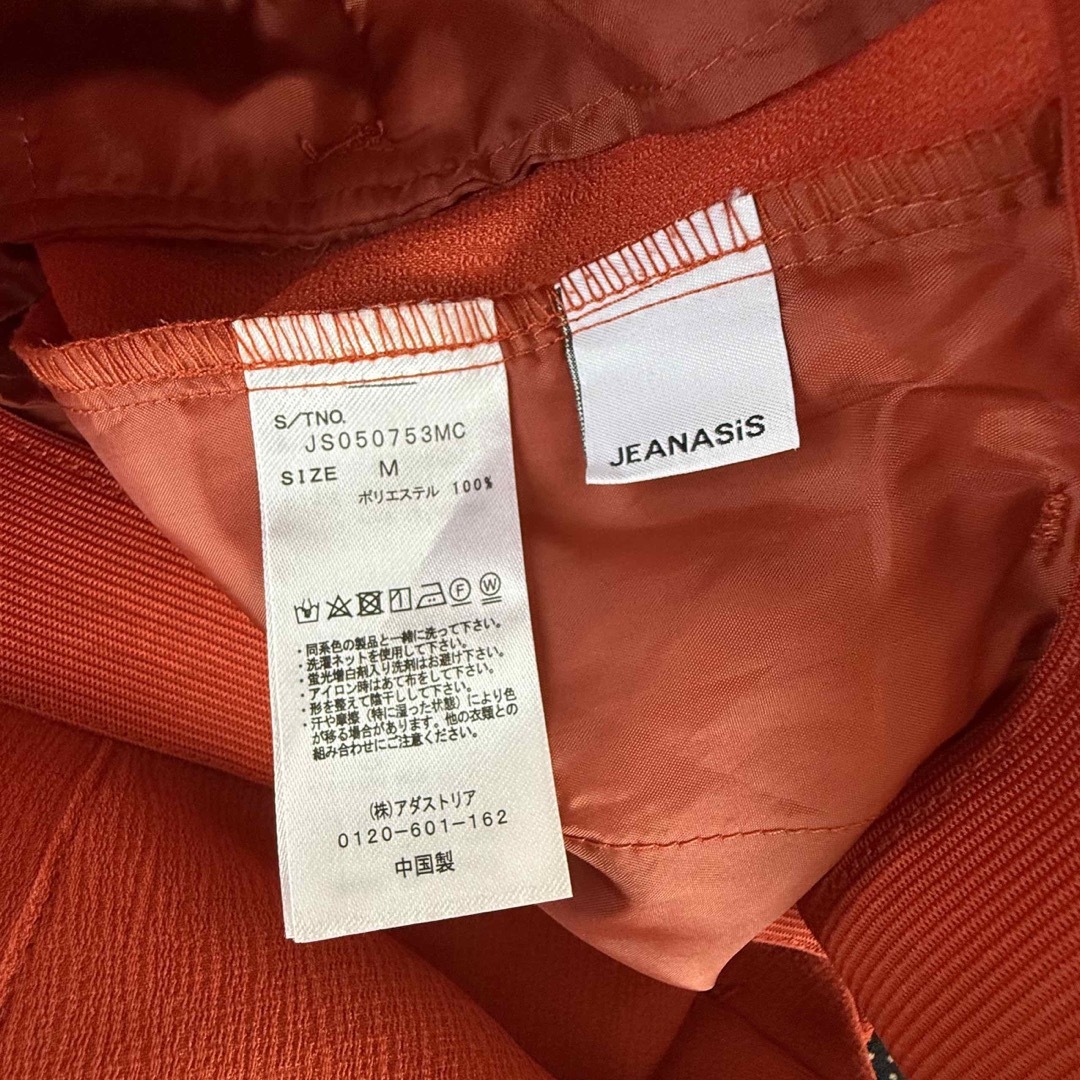 S/TNO.
JS050753MC
SIZE M
ポリエステル 100%
F W
・同系色の製品と一緒に洗って下さい。
・洗濯ネットを使用して下さい。
・蛍光増白剤入り洗剤はお避け下さい。
・アイロン時はあて布をして下さい。
・形を整えて陰干しして下さい。
・汗や摩擦（特に湿った状態）により色
が移る場合があります。他の衣類との
組み合わせにご注意ください。
(株)アダストリア
0120-601-162
中国製
JEANASiS